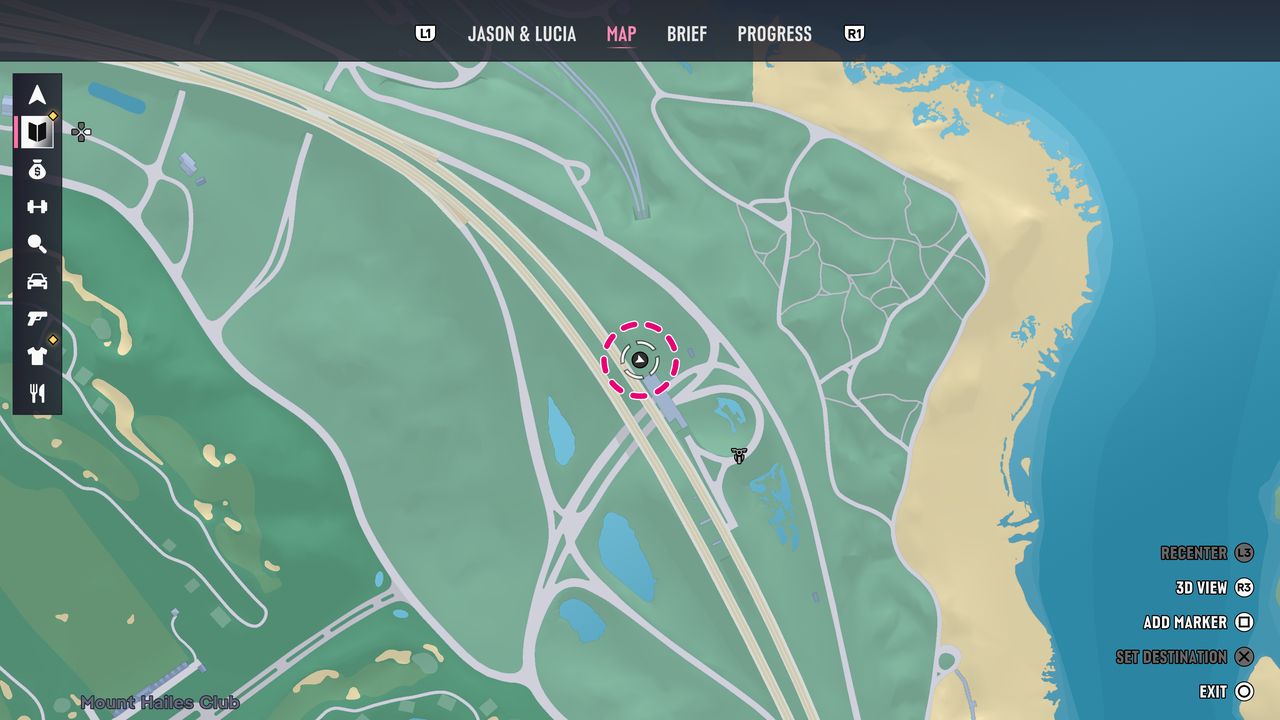 L1 JASON & LUCIA MAP BRIEF PROGRESS R1
RECENTER L3
3D VIEW R3
ADD MARKER
SET DESTINATION
EXIT
Mount Hailes Club